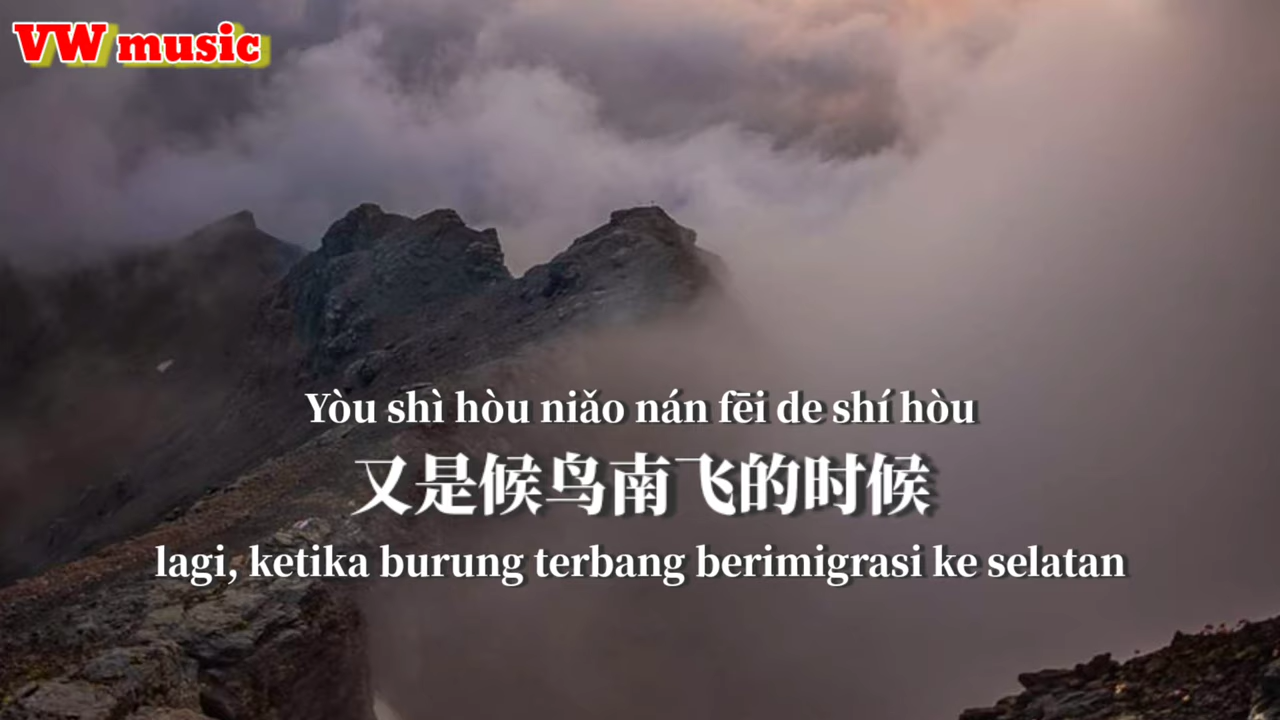 VW music
Yòu shì hòu niǎo nán fēi de shí hòu
又是候鸟南飞的时候
lagi, ketika burung terbang berimigrasi ke selatan